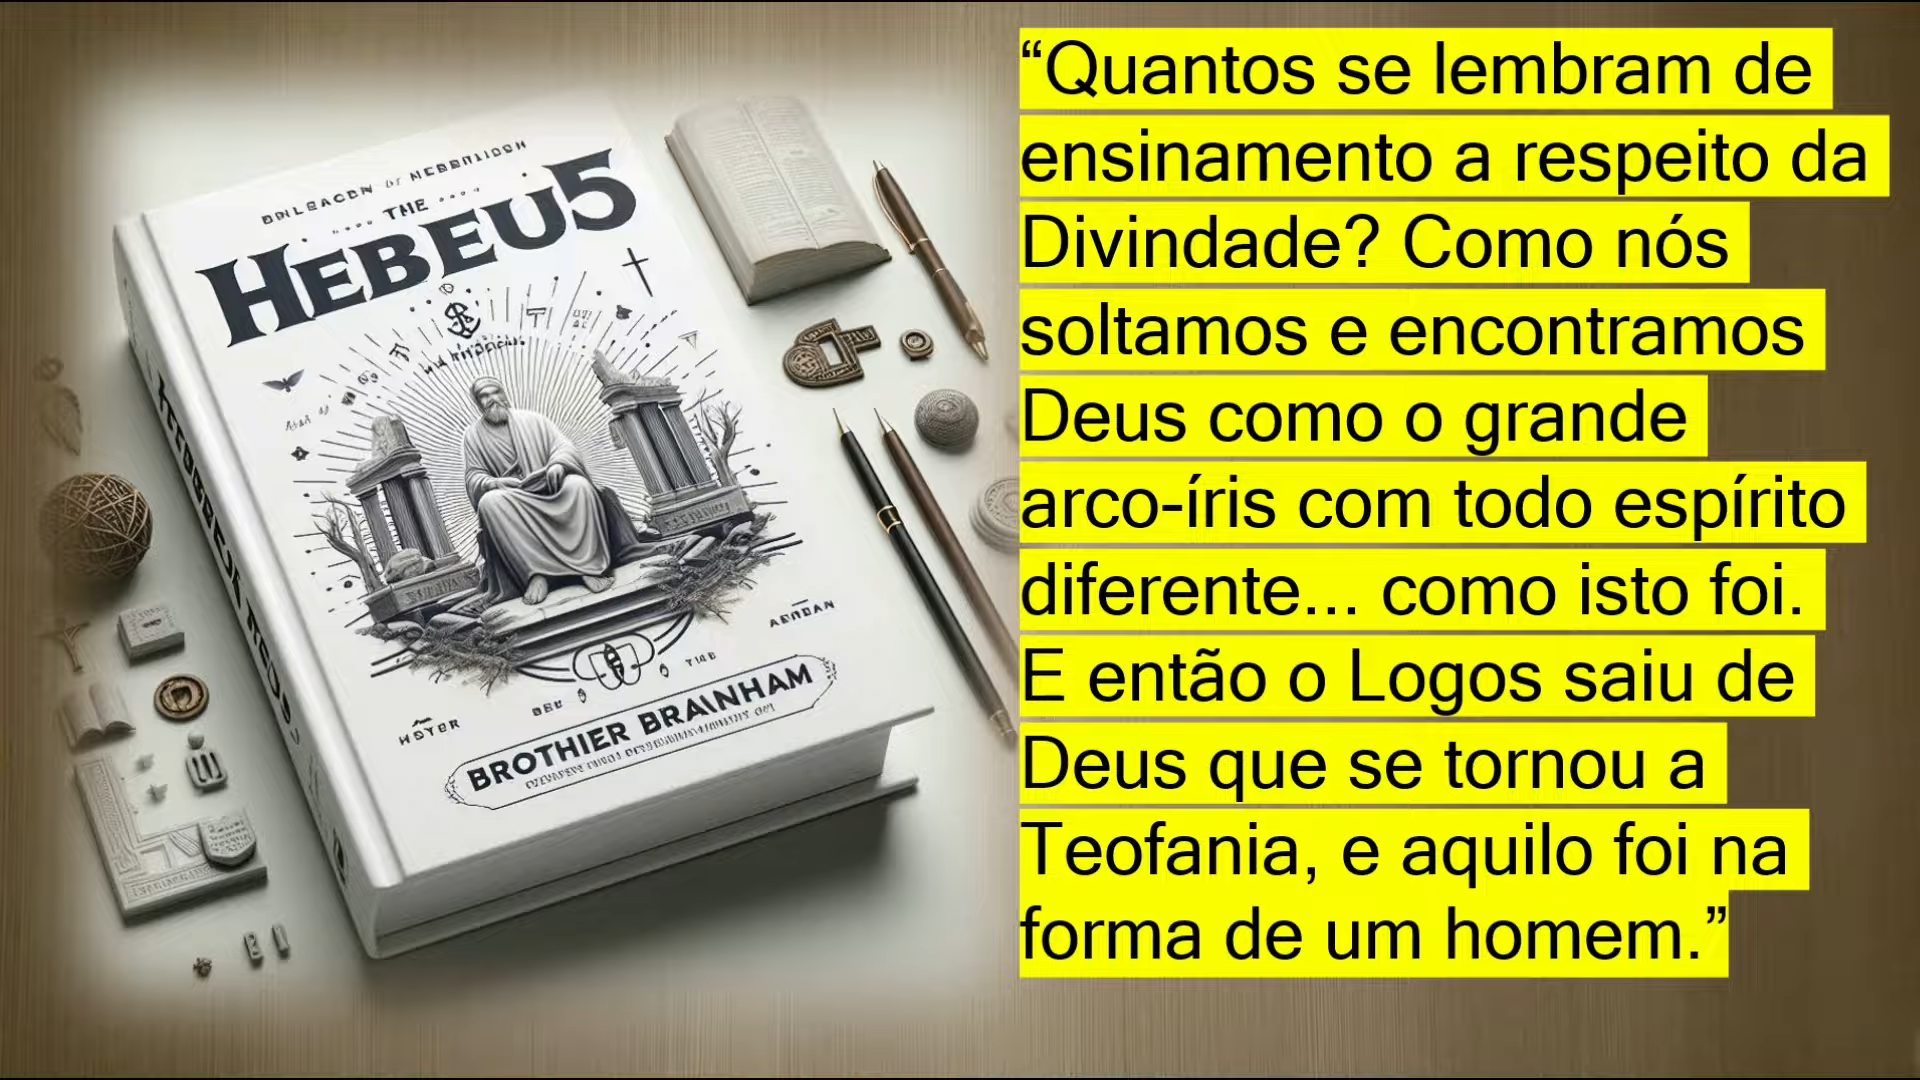 THE
HEBEU5
BROTHIER BRAINHAM
“Quantos se lembram de
ensinamento a respeito da
Divindade? Como nós
soltamos e encontramos
Deus como o grande
arco-íris com todo espírito
diferente... como isto foi.
E então o Logos saiu de
Deus que se tornou a
Teofania, e aquilo foi na
forma de um homem.”